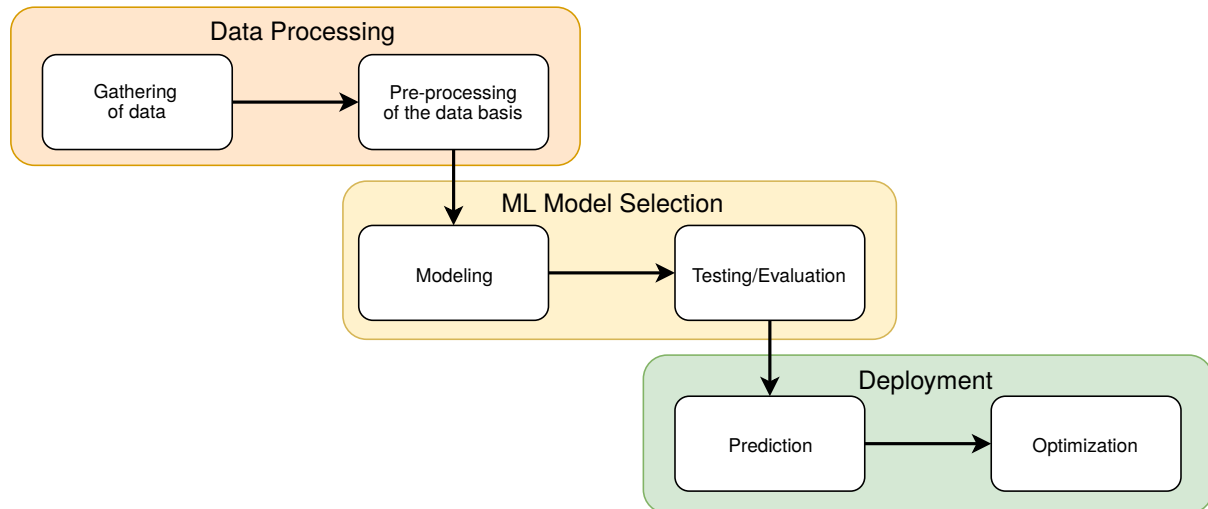 Data Processing
Gathering
of data
Pre-processing
of the data basis
ML Model Selection
Modeling
Testing/Evaluation
Deployment
Prediction
Optimization